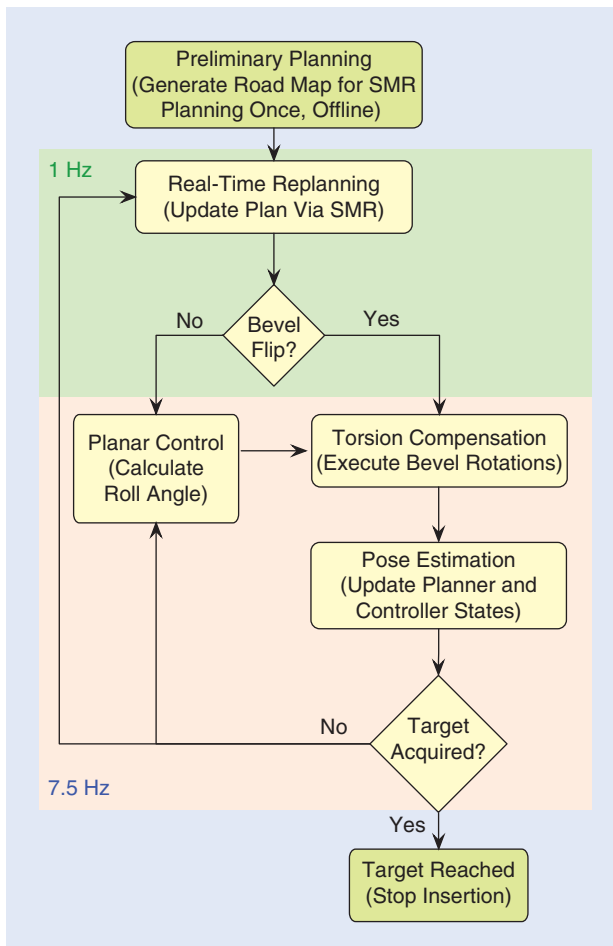 Preliminary Planning
(Generate Road Map for SMR
Planning Once, Offline)
1 Hz
Real-Time Replanning
(Update Plan Via SMR)
No
Bevel
Flip?
Yes
Planar Control
(Calculate
Roll Angle)
Torsion Compensation
(Execute Bevel Rotations)
Pose Estimation
(Update Planner and
Controller States)
No
Target
Acquired?
7.5 Hz
Yes
Target Reached
(Stop Insertion)